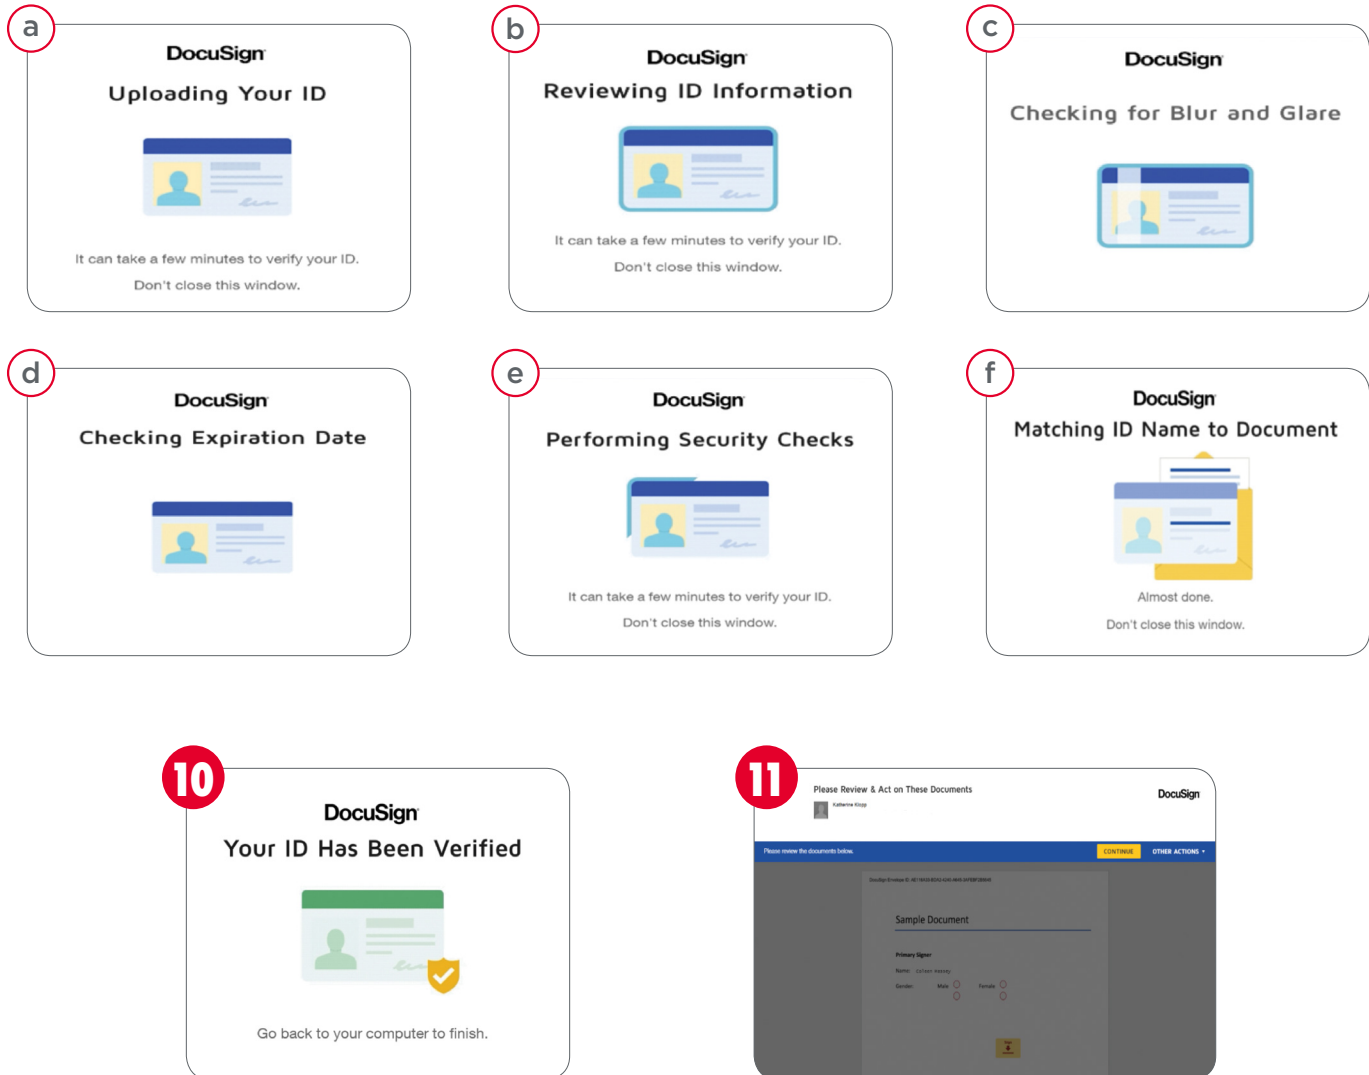 a
DocuSign
Uploading Your ID
It can take a few minutes to verify your ID.
Don't close this window.
b
DocuSign
Reviewing ID Information
It can take a few minutes to verify your ID.
Don't close this window.
c
DocuSign
Checking for Blur and Glare
d
DocuSign
Checking Expiration Date
e
DocuSign
Performing Security Checks
It can take a few minutes to verify your ID.
Don't close this window.
f
DocuSign
Matching ID Name to Document
Almost done.
Don't close this window.
10
DocuSign
Your ID Has Been Verified
Go back to your computer to finish.
11
Please Review & Act on These Documents
DocuSign
Katherine Klopp
Please review the documents below.
CONTINUE
OTHER ACTIONS
DocuSign Envelope ID:
Sample Document
Primary Signer
Name:
Gender: Male Female